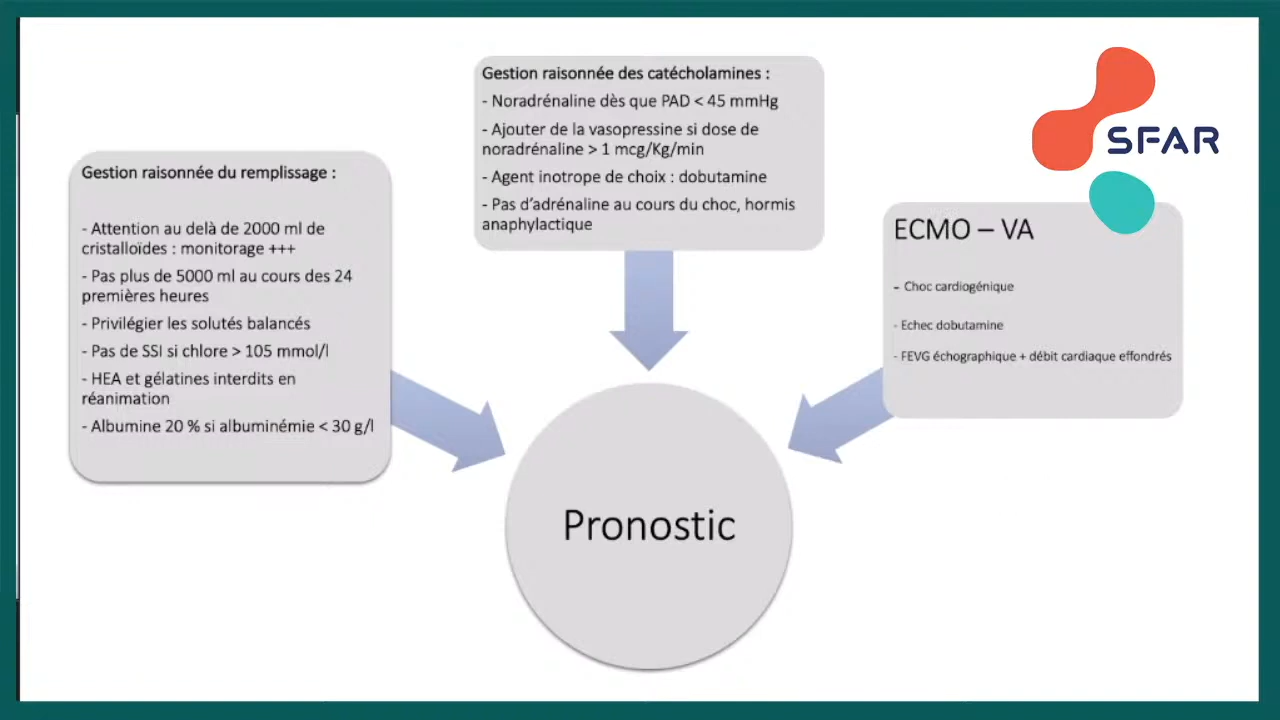 Gestion raisonnée du remplissage :
- Attention au delà de 2000 ml de
cristalloïdes : monitorage +++
- Pas plus de 5000 ml au cours des 24
premières heures
- Privilégier les solutés balancés
- Pas de SSI si chlore > 105 mmol/l
- HEA et gélatines interdits en
réanimation
- Albumine 20 % si albuminémie < 30 g/l
Gestion raisonnée des catécholamines :
- Noradrénaline dès que PAD < 45 mmHg
- Ajouter de la vasopressine si dose de
noradrénaline > 1 mcg/Kg/min
- Agent inotrope de choix : dobutamine
- Pas d'adrénaline au cours du choc, hormis
anaphylactique
SFAR
ECMO – VA
- Choc cardiogénique
- Echec dobutamine
- FEVG échographique + débit cardiaque effondrés
Pronostic